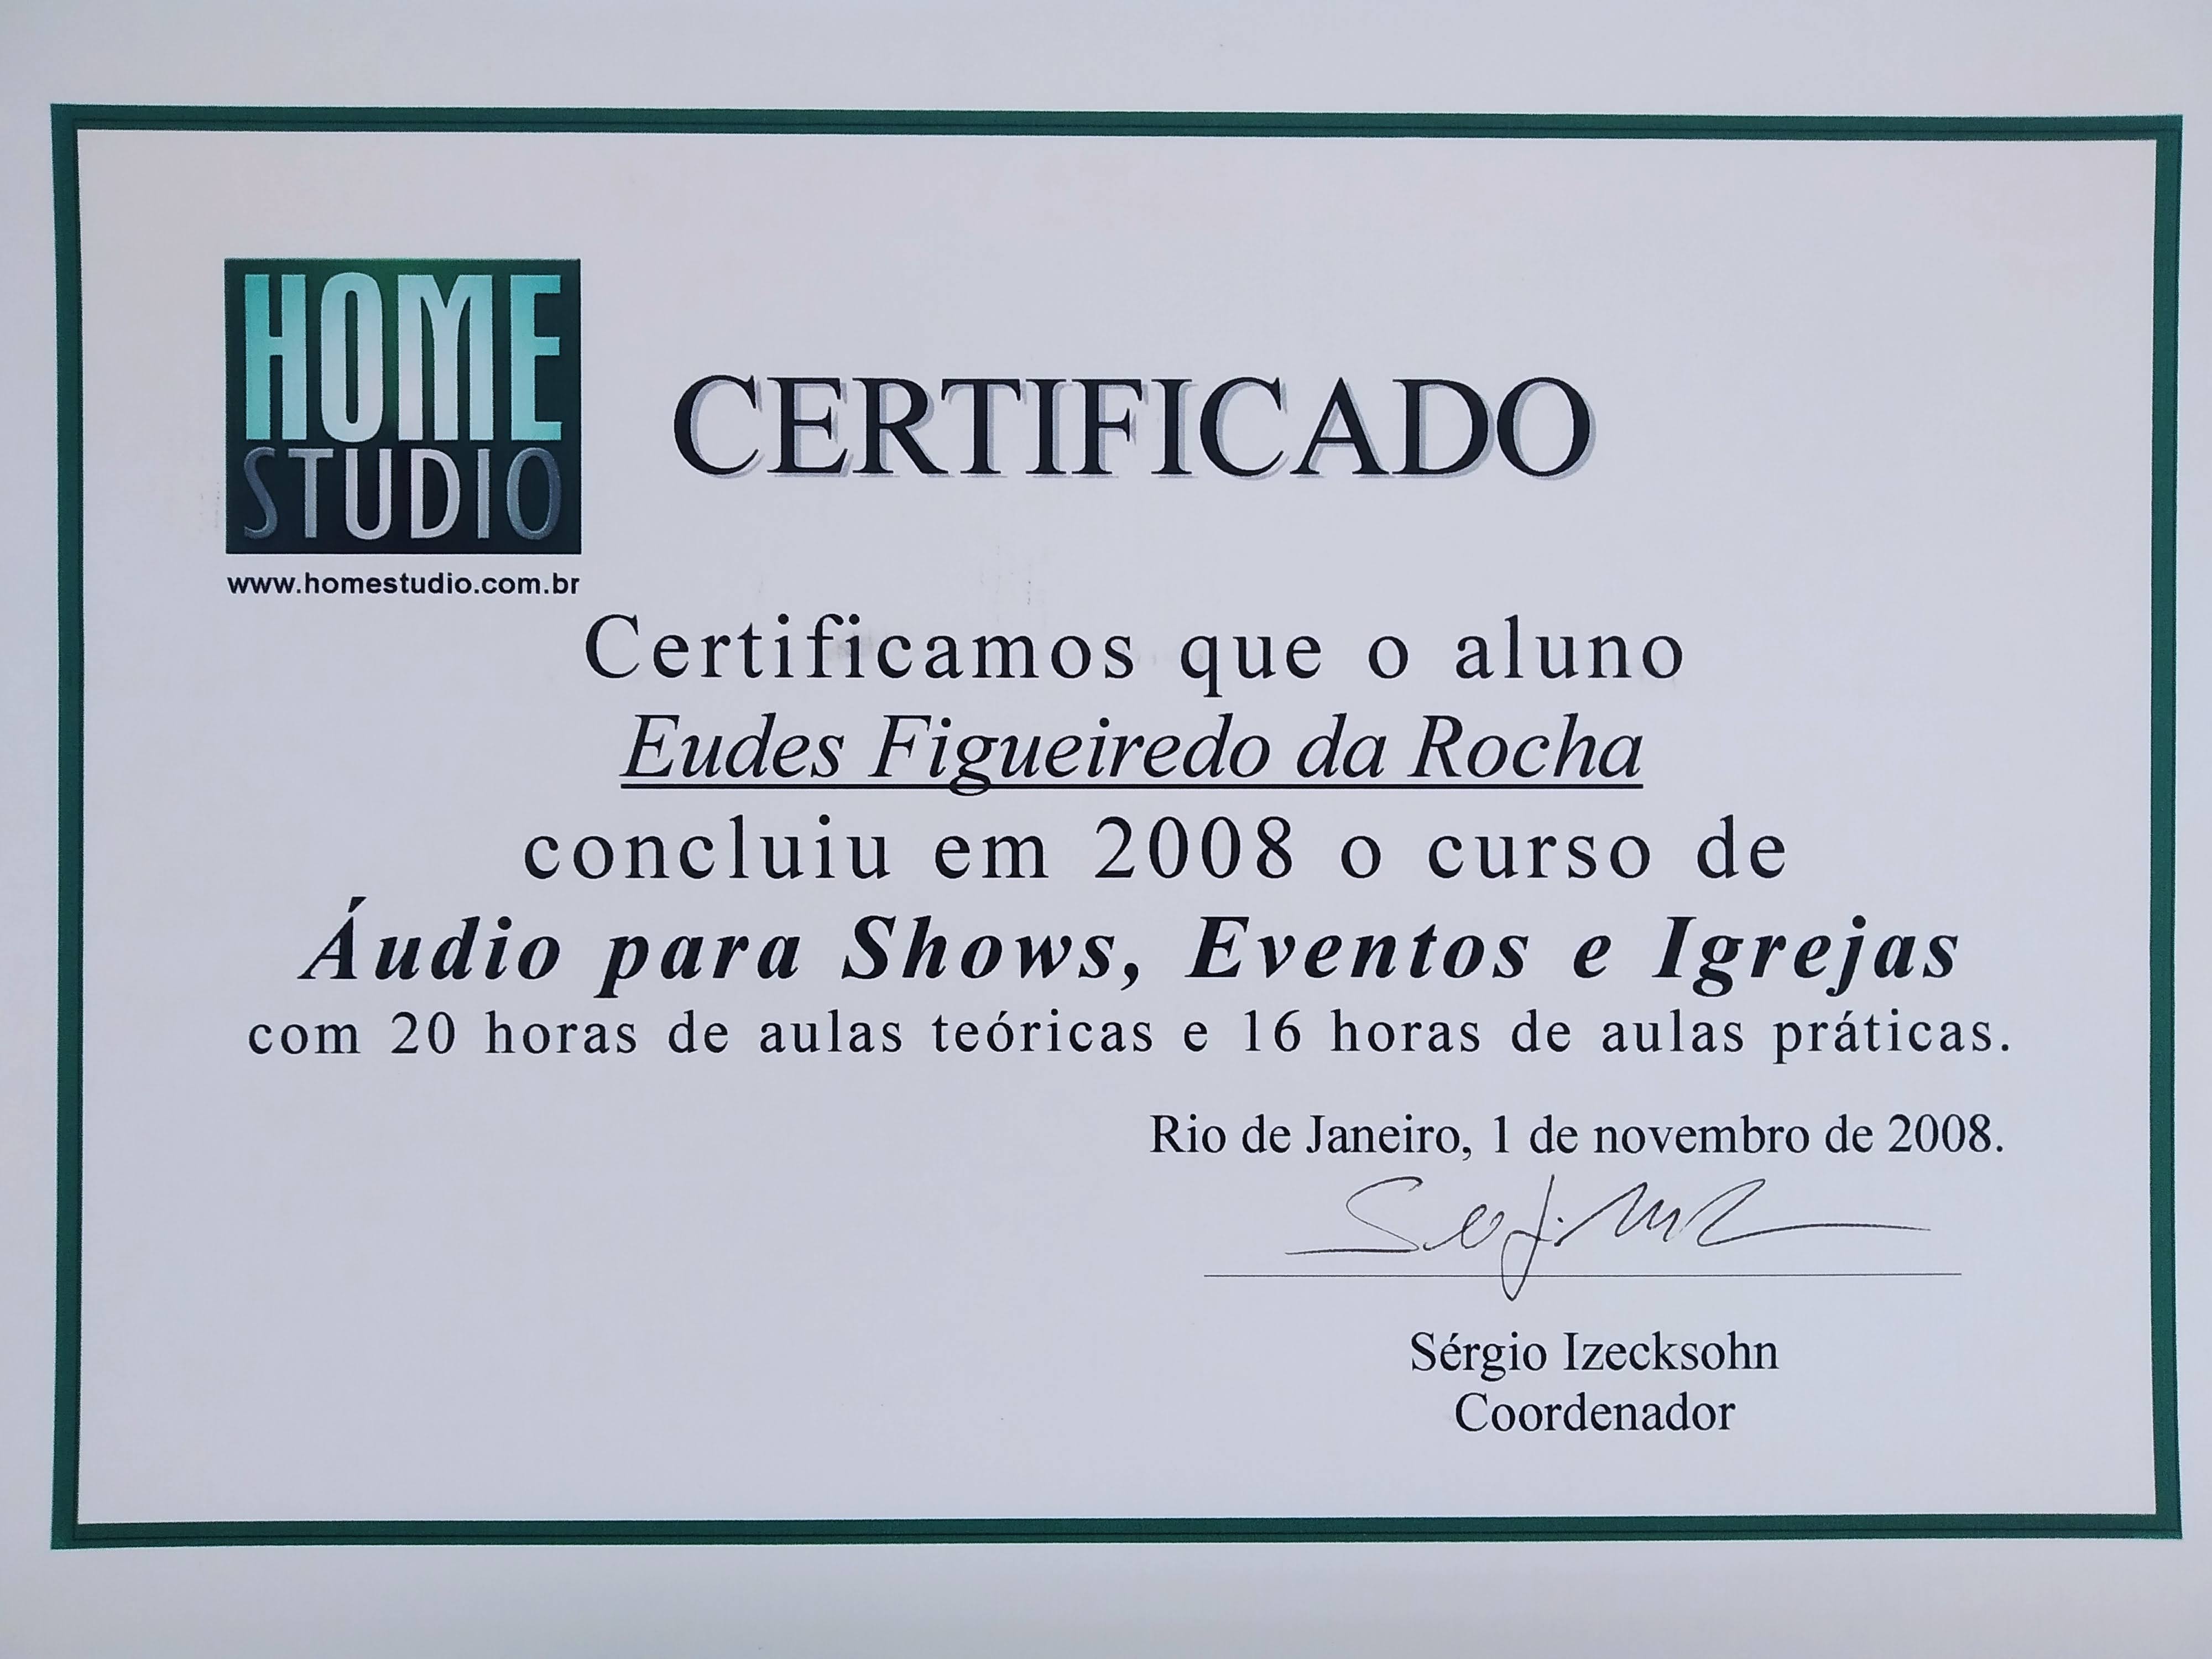 HOME
STUDIO
www.homestudio.com.br
CERTIFICADO
Certificamos que o aluno
Eudes Figueiredo da Rocha
concluiu em 2008 o curso de
Áudio para Shows, Eventos e Igrejas
com 20 horas de aulas teóricas e 16 horas de aulas práticas.
Rio de Janeiro, 1 de novembro de 2008.
Sérgio Izecksohn
Coordenador